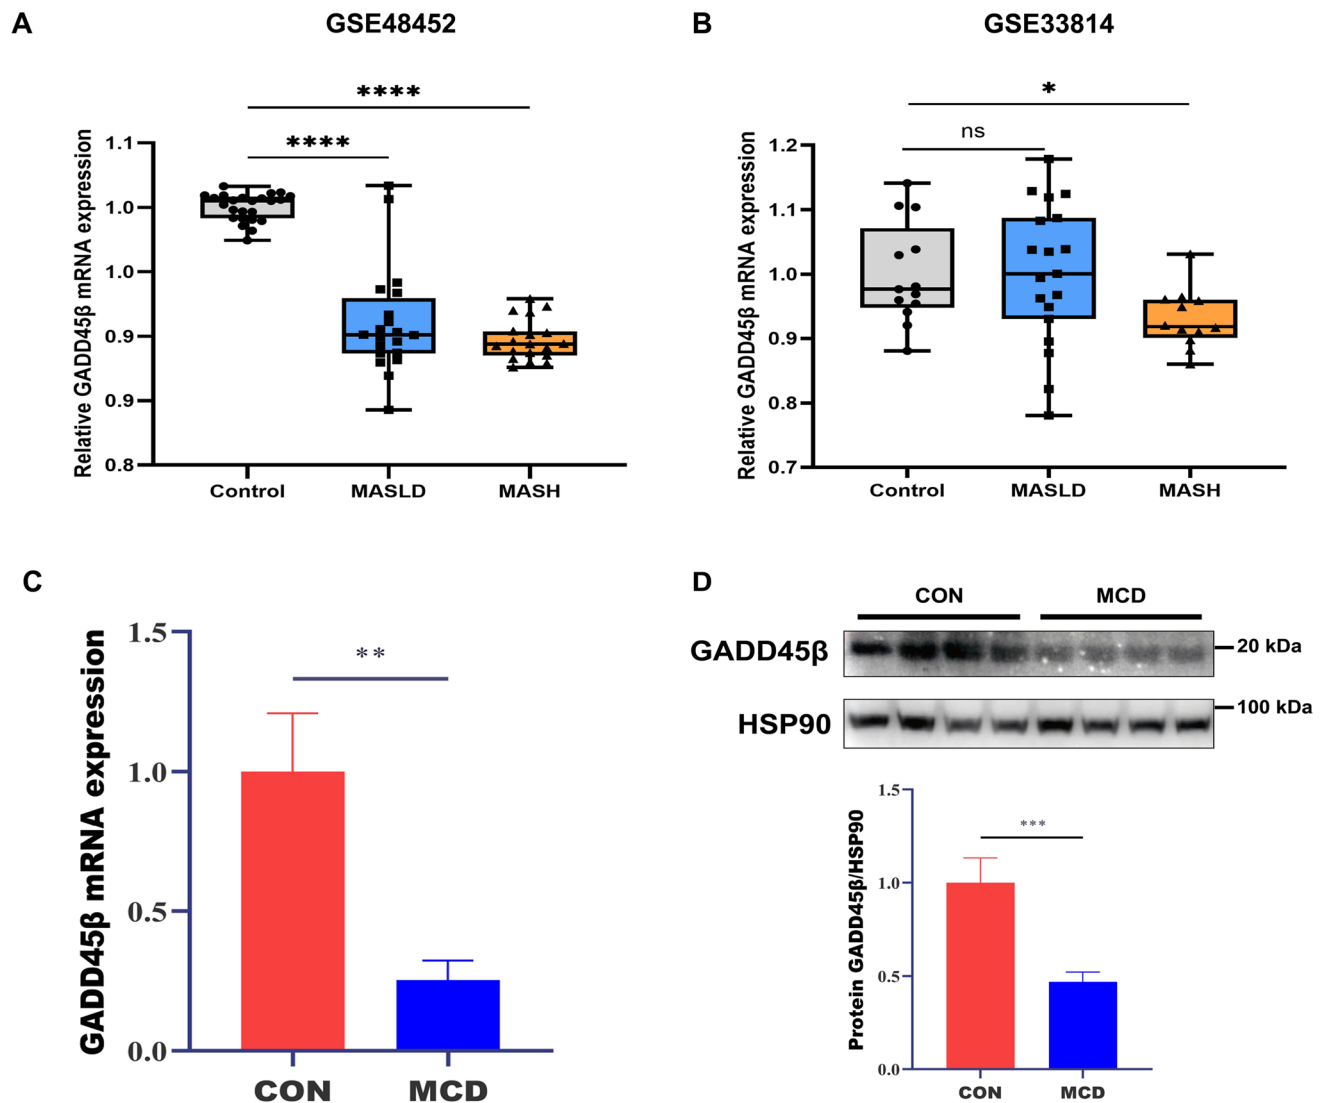 A
GSE48452
****
****
Relative GADD45β mRNA expression
1.1
1.0
1.0
0.9
0.9
0.8
Control
MASLD
MASH
B
GSE33814
*
ns
Relative GADD45β mRNA expression
1.2
1.1
1.0
0.9
0.8
0.7
Control
MASLD
MASH
C
**
GADD45β mRNA expression
1.5
1.0
0.5
0.0
CON
MCD
D
CON
MCD
GADD45β
20 kDa
HSP90
100 kDa
***
Protein GADD45β/HSP90
1.5
1.0
0.5
0.0
CON
MCD